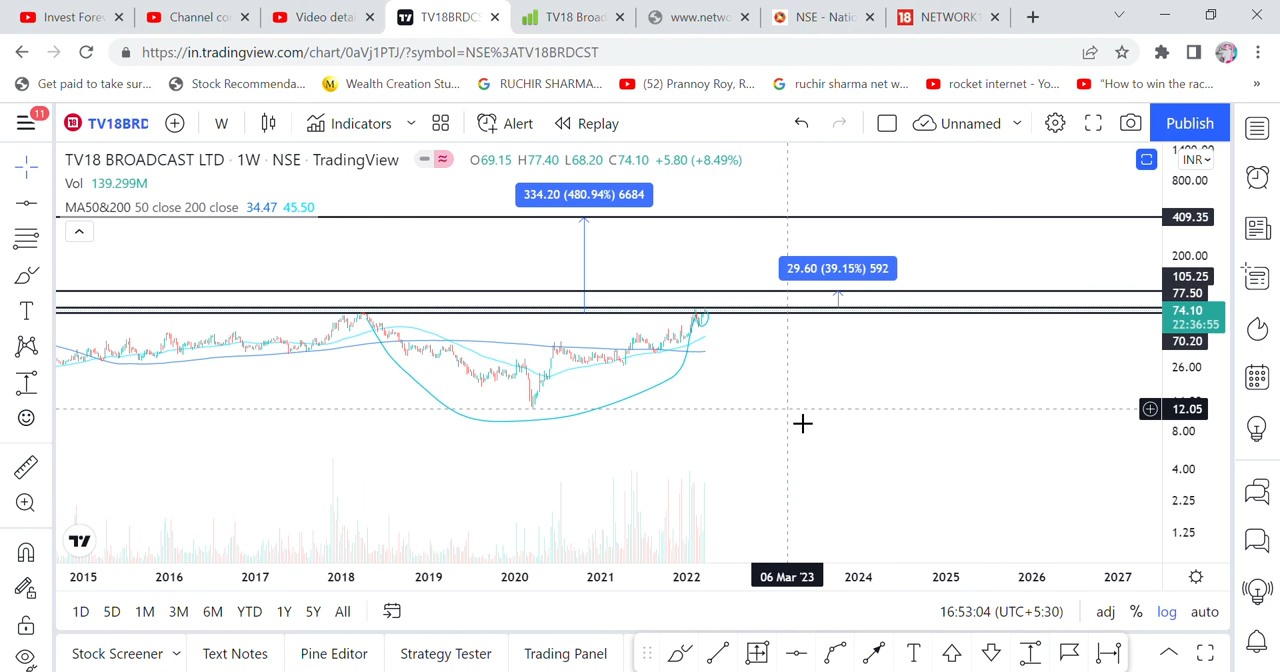 Invest Fore
Channel co
Video detai
TV18BRDCS
TV18 Broad
www.netwo
NSE - Natio
NETWORK
https://in.tradingview.com/chart/0aVj1PTJ/?symbol=NSE%3ATV18BRDCST
Get paid to take sur...
Stock Recommenda...
Wealth Creation Stu...
RUCHIR SHARMA...
(52) Prannoy Roy, R...
ruchir sharma net w...
rocket internet - Yo...
"How to win the rac...
»
11
18 TV18BRD
W
Indicators
Alert
Replay
Unnamed
Publish
TV18 BROADCAST LTD · 1W · NSE · TradingView
O69.15 H77.40 L68.20 C74.10 +5.80 (+8.49%)
INR
Vol 139.299M
MA50&200 50 close 200 close 34.47 45.50
334.20 (480.94%) 6684
29.60 (39.15%) 592
800.00
409.35
200.00
105.25
77.50
74.10
22:36:55
70.20
26.00
12.05
8.00
4.00
2.25
1.25
2015 2016 2017 2018 2019 2020 2021 2022 06 Mar '23 2024 2025 2026 2027
1D 5D 1M 3M 6M YTD 1Y 5Y All
16:53:04 (UTC+5:30)
adj % log auto
Stock Screener
Text Notes
Pine Editor
Strategy Tester
Trading Panel